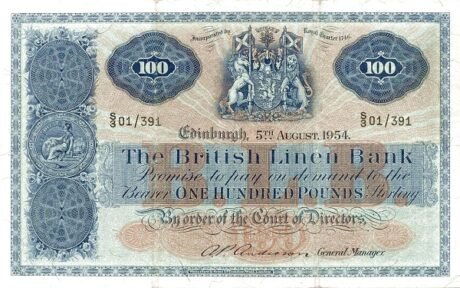 Incorporated by Royal Charter 1746
100 100
S/3 01/391 S/3 01/391
Edinburgh, 5TH AUGUST, 1954.
The British Linen Bank
Promise to pay on demand to the
Bearer ONE HUNDRED POUNDS Sterling
By order of the Court of Directors,
General Manager